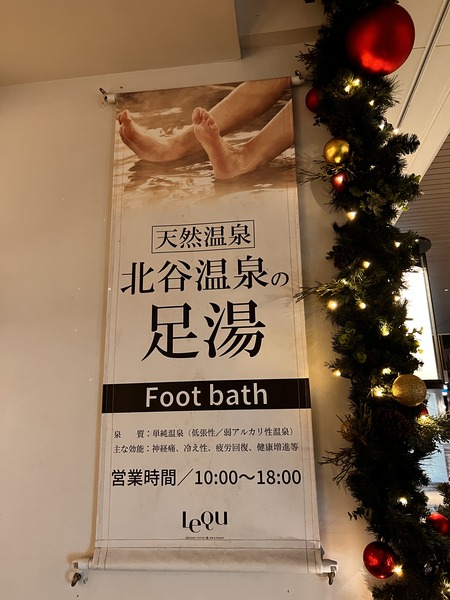 天然温泉
北谷温泉の
足湯
Foot bath
泉　質：単純温泉（低張性／弱アルカリ性温泉）
主な効能：神経痛、冷え性、疲労回復、健康増進等
営業時間／10:00～18:00
LeQu